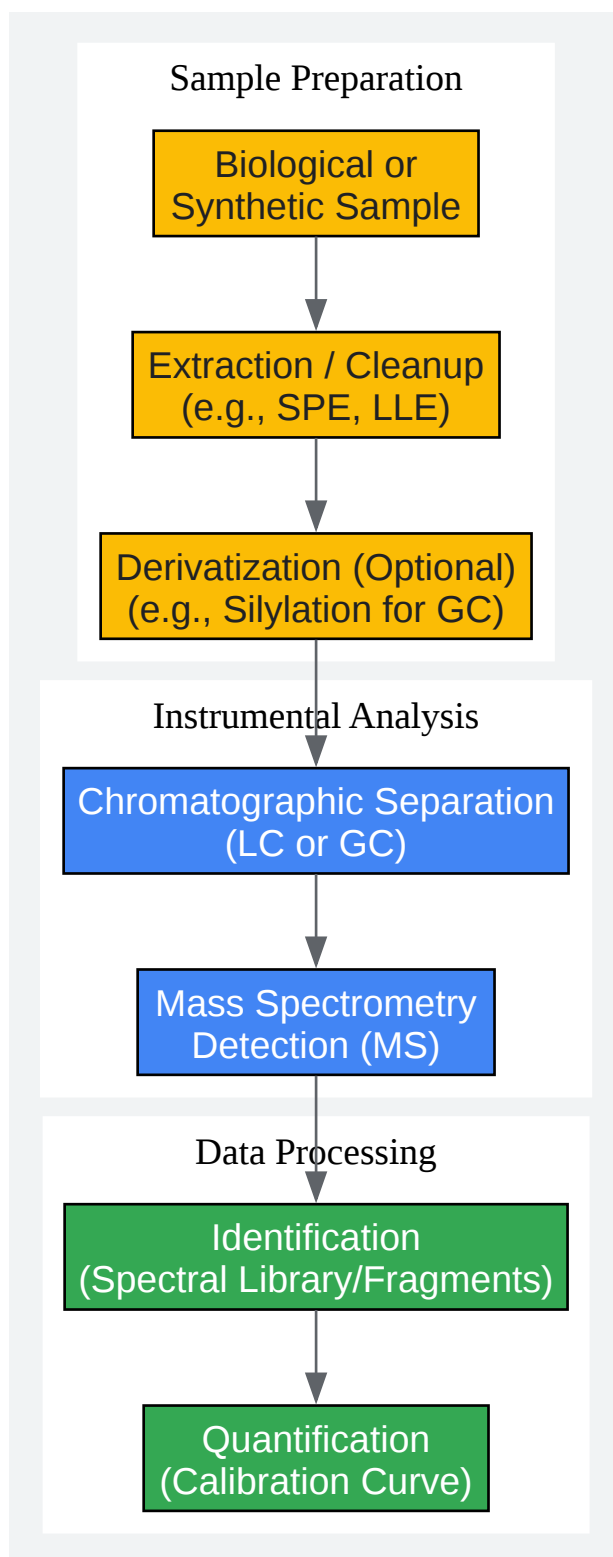 Sample Preparation
Biological or
Synthetic Sample
Extraction / Cleanup
(e.g., SPE, LLE)
Derivatization (Optional)
(e.g., Silylation for GC)
Instrumental Analysis
Chromatographic Separation
(LC or GC)
Mass Spectrometry
Detection (MS)
Data Processing
Identification
(Spectral Library/Fragments)
Quantification
(Calibration Curve)